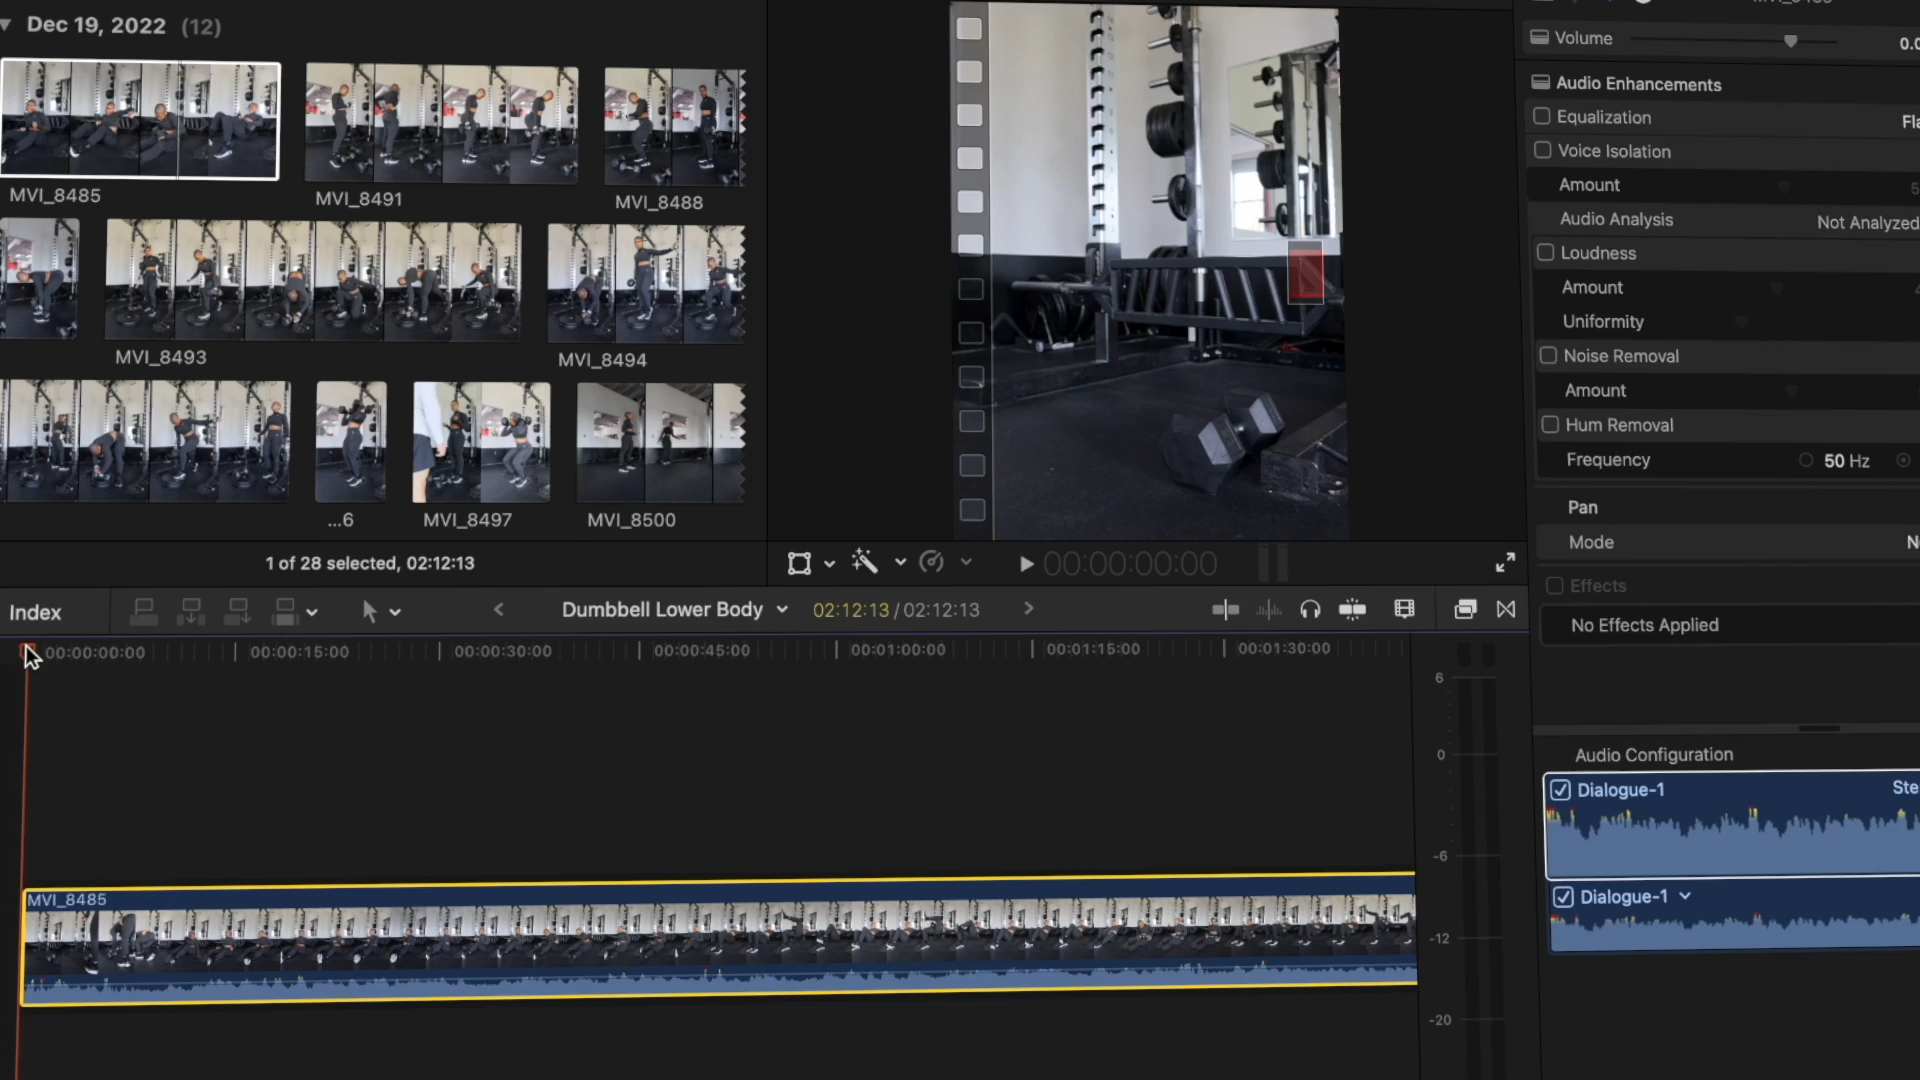 Dec 19, 2022 (12)
MVI_8485
MVI_8491
MVI_8488
MVI_8493
MVI_8494
...6
MVI_8497
MVI_8500
1 of 28 selected, 02:12:13
00:00:00:00
Volume
Audio Enhancements
Equalization
Voice Isolation
Amount
Audio Analysis Not Analyzed
Loudness
Amount
Uniformity
Noise Removal
Amount
Hum Removal
Frequency 50 Hz
Pan
Mode
Effects
No Effects Applied
Index
Dumbbell Lower Body 02:12:13 / 02:12:13
00:00:00:00 00:00:15:00 00:00:30:00 00:00:45:00 00:01:00:00 00:01:15:00 00:01:30:00
6
0
-6
-12
-20
MVI_8485
Audio Configuration
Dialogue-1
Dialogue-1